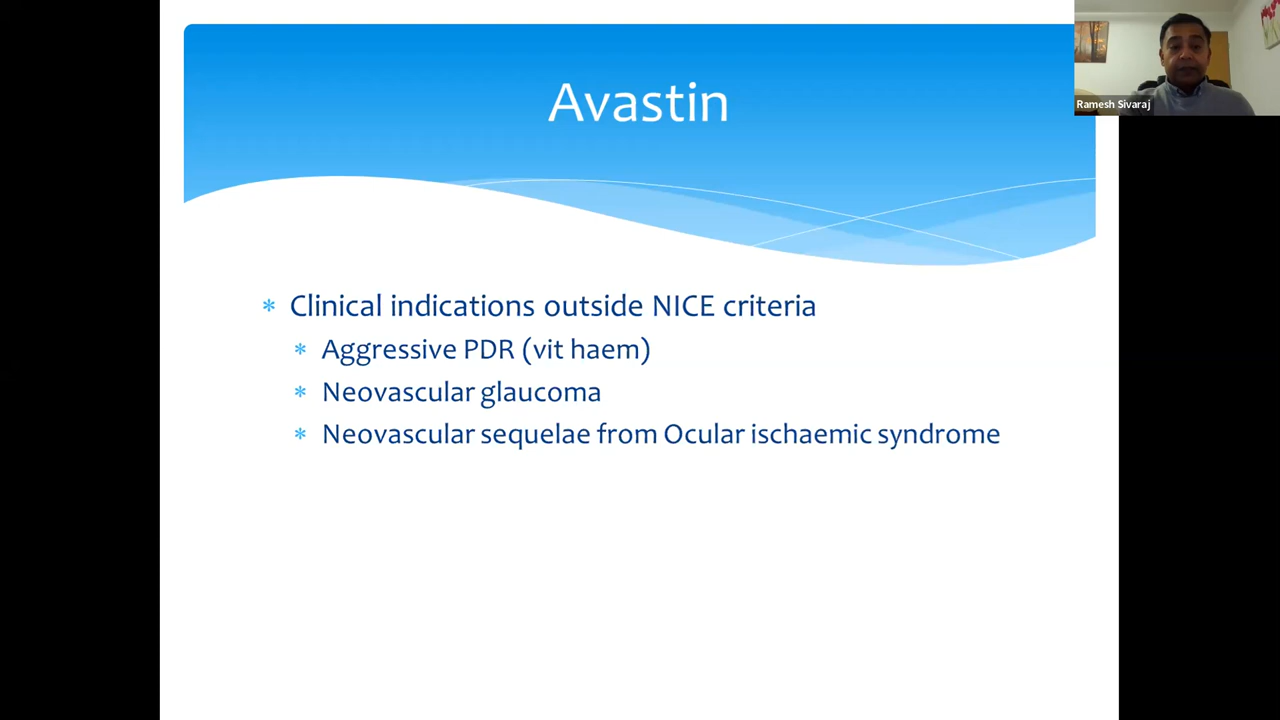 Avastin
Ramesh Sivaraj
* Clinical indications outside NICE criteria
* Aggressive PDR (vit haem)
* Neovascular glaucoma
* Neovascular sequelae from Ocular ischaemic syndrome